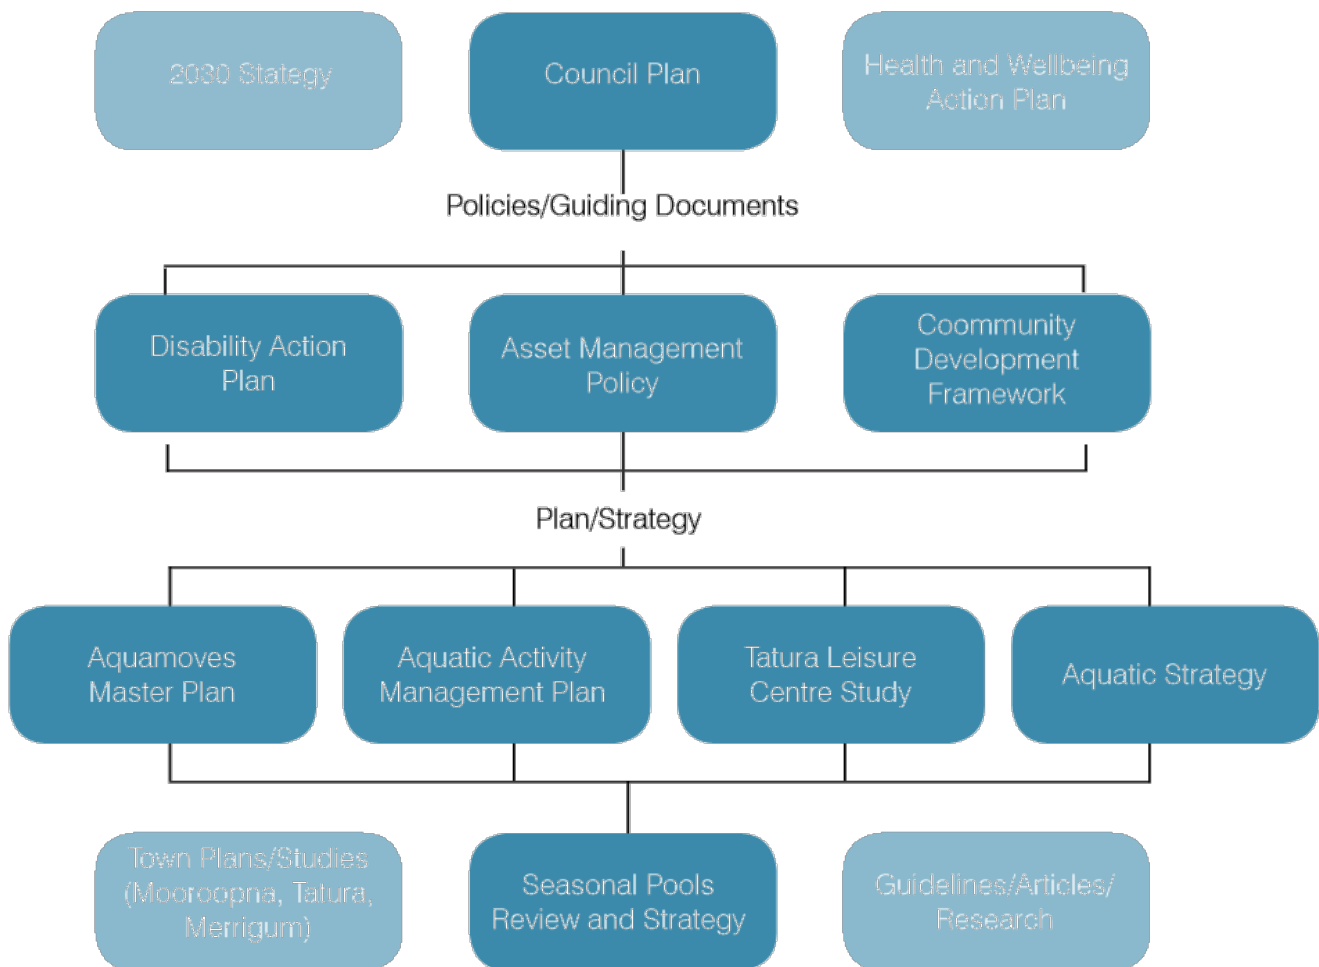 2030 Stategy
Council Plan
Health and Wellbeing
Action Plan
Policies/Guiding Documents
Disability Action
Plan
Asset Management
Policy
Coommunity
Development
Framework
Plan/Strategy
Aquamoves
Master Plan
Aquatic Activity
Management Plan
Tatura Leisure
Centre Study
Aquatic Strategy
Town Plans/Studies
(Mooroopna, Tatura,
Merrigum)
Seasonal Pools
Review and Strategy
Guidelines/Articles/
Research